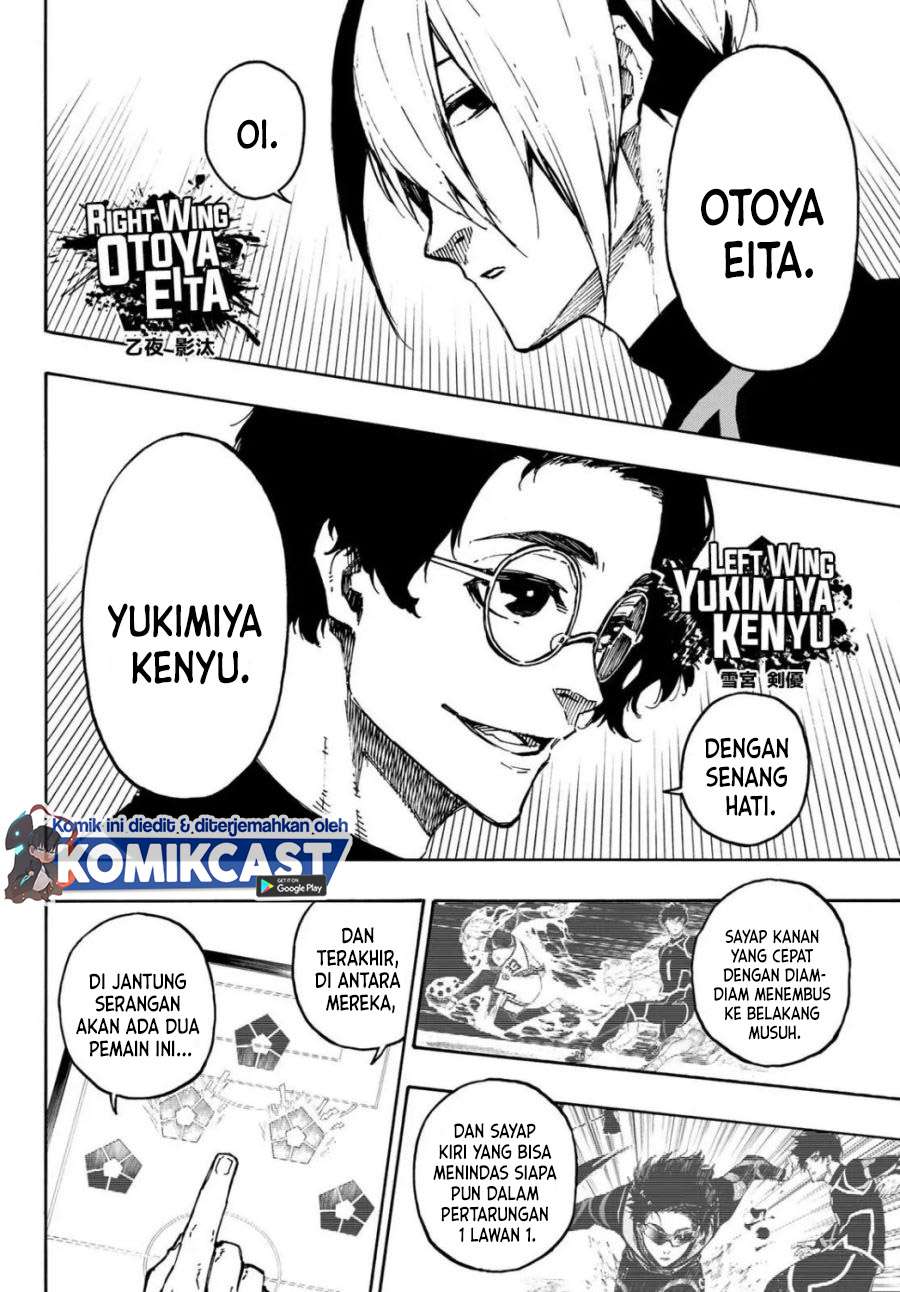 OTOYA
EITA.
OI.
RIGHT WING
OTOYA
EITA
乙夜 影汰
YUKIMIYA
KENYU.
LEFT WING
YUKIMIYA
KENYU
雪宮 剣優
DENGAN
SENANG
HATI.
Komik ini diedit & diterjemahkan oleh
KOMIKCAST
GET IT ON
Google Play
SAYAP KANAN
YANG CEPAT
DENGAN DIAM-
DIAM MENEMBUS
KE BELAKANG
MUSUH.
DAN SAYAP
KIRI YANG BISA
MENINDAS SIAPA
PUN DALAM
PERTARUNGAN
1 LAWAN 1.
DAN
TERAKHIR,
DI ANTARA
MEREKA,
DI JANTUNG
SERANGAN
AKAN ADA DUA
PEMAIN INI...